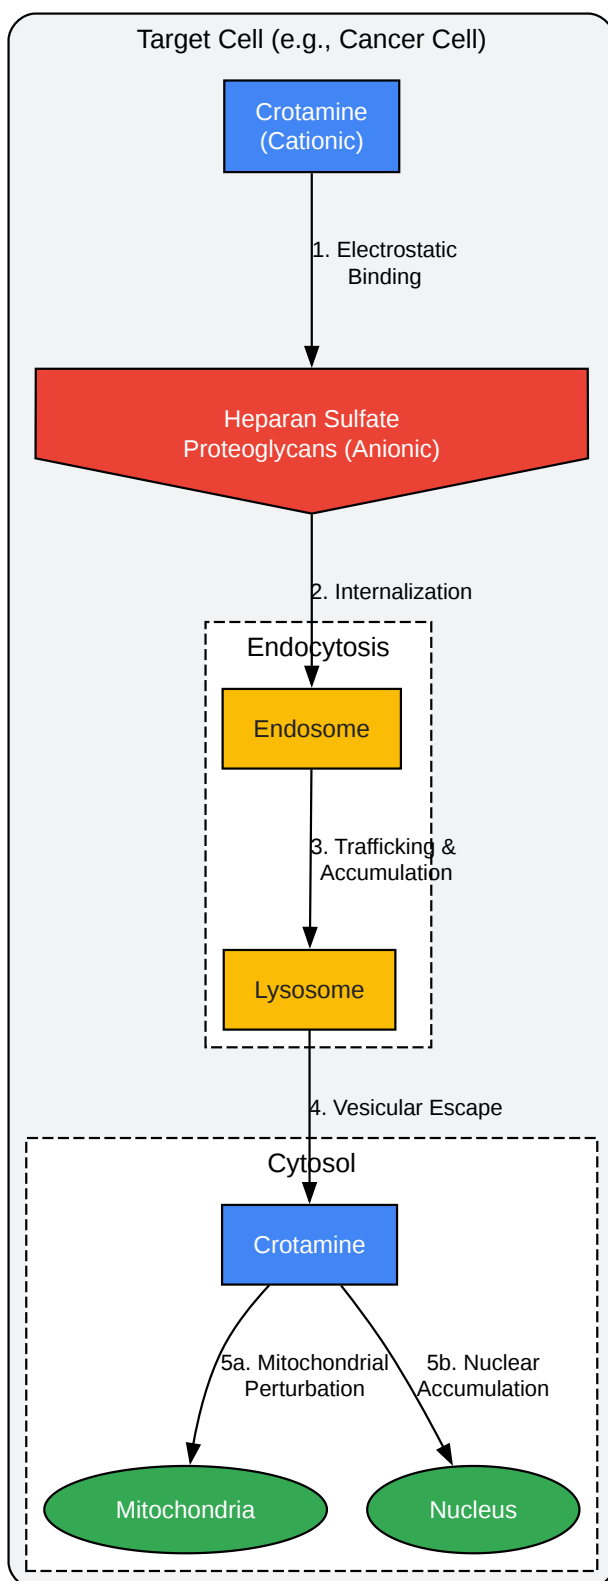 Target Cell (e.g., Cancer Cell)
Crotamine
(Cationic)
1. Electrostatic
Binding
Heparan Sulfate
Proteoglycans (Anionic)
2. Internalization
Endocytosis
Endosome
3. Trafficking &
Accumulation
Lysosome
4. Vesicular Escape
Cytosol
Crotamine
5a. Mitochondrial
Perturbation
5b. Nuclear
Accumulation
Mitochondria
Nucleus